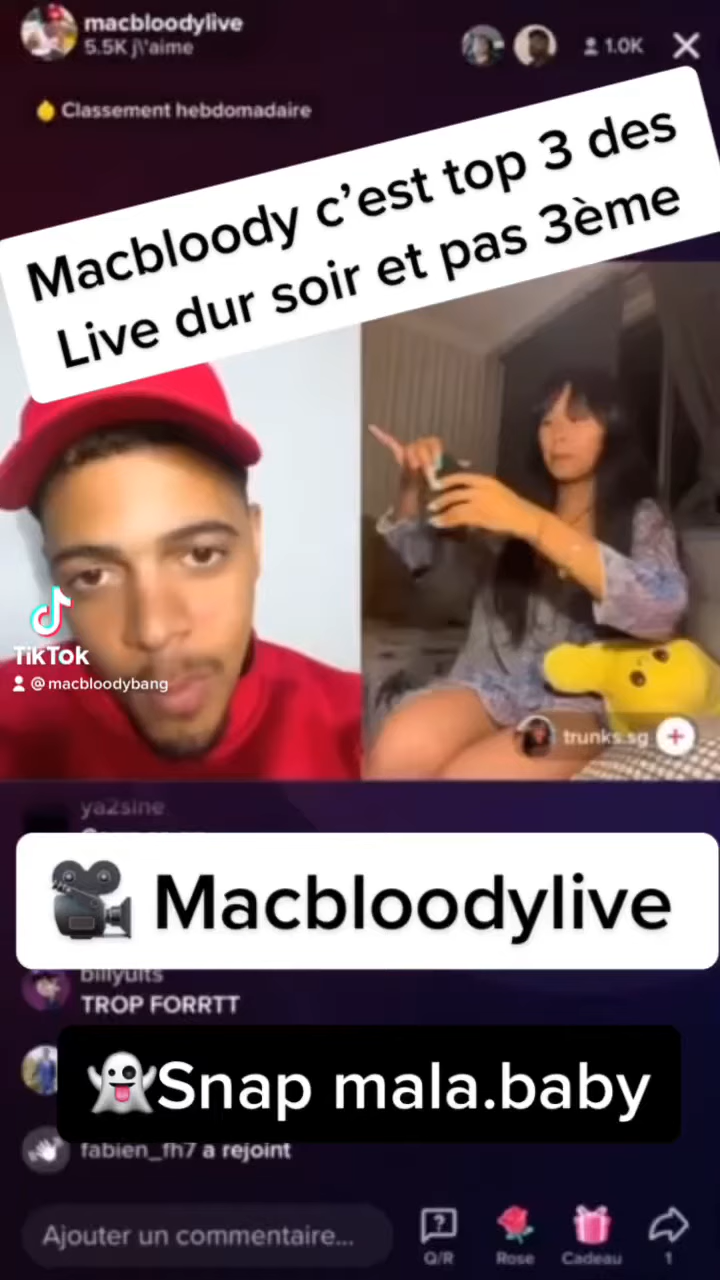 macbloodylive
5.5K j\'aime
1.0K
Classement hebdomadaire
Macbloody c’est top 3 des
Live dur soir et pas 3ème
TikTok
@macbloodybang
trunks.sg
ya2sine
Macbloodylive
billyults
TROP FORRTT
Snap mala.baby
fabien_fh7 a rejoint
Ajouter un commentaire...
Q/R
Rose
Cadeau
1